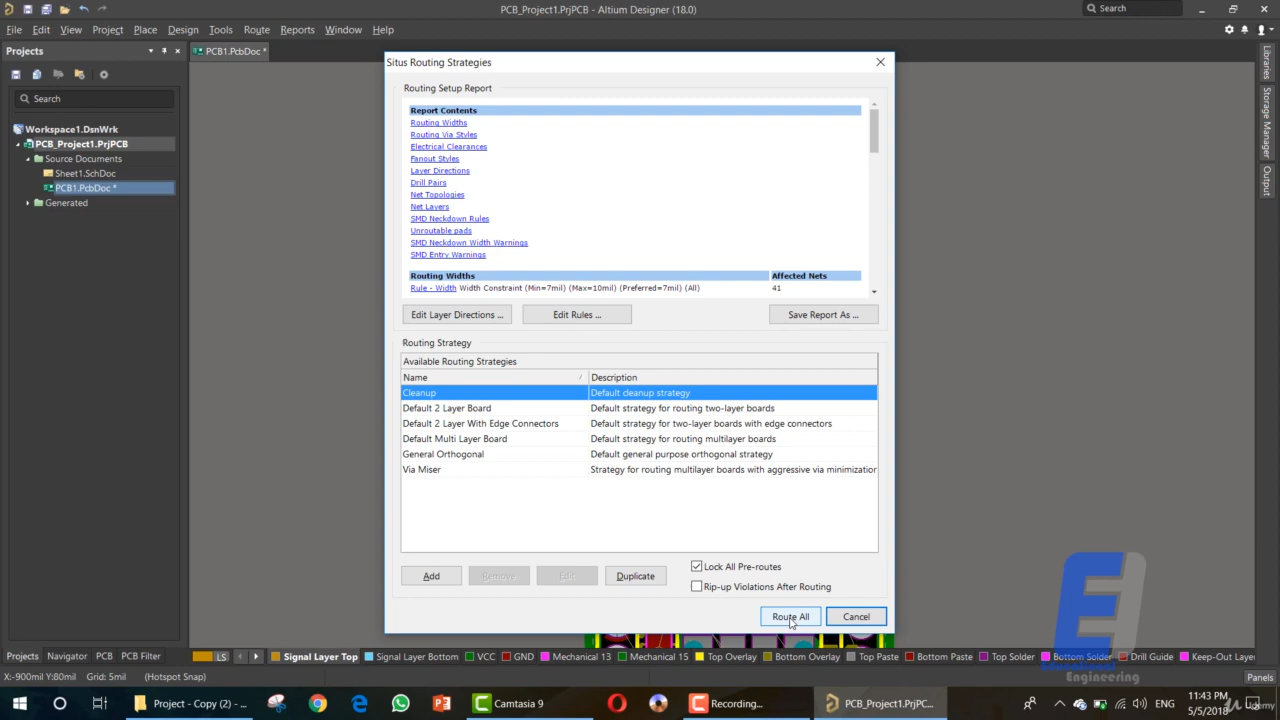 PCB_Project1.PrjPCB - Altium Designer (18.0)
Search
File Edit View Project Place Design Tools Route Reports Window Help
Projects
PCB1.PcbDoc *
Search
Workspace1.DsnWrk
PCB_Project1.PrjPCB
Source Documents
Sheet1.SchDoc
PCB1.PcbDoc *
Generated
Libraries
Storage Manager
Output
Situs Routing Strategies
Routing Setup Report
Report Contents
Routing Widths
Routing Via Styles
Electrical Clearances
Fanout Styles
Layer Directions
Drill Pairs
Net Topologies
Net Layers
SMD Neckdown Rules
Unroutable pads
SMD Neckdown Width Warnings
SMD Entry Warnings
Routing Widths Affected Nets
Rule - Width Width Constraint (Min=7mil) (Max=10mil) (Preferred=7mil) (All) 41
Edit Layer Directions ... Edit Rules ... Save Report As ...
Routing Strategy
Available Routing Strategies
Name Description
Cleanup Default cleanup strategy
Default 2 Layer Board Default strategy for routing two-layer boards
Default 2 Layer With Edge Connectors Default strategy for two-layer boards with edge connectors
Default Multi Layer Board Default strategy for routing multilayer boards
General Orthogonal Default general purpose orthogonal strategy
Via Miser Strategy for routing multilayer boards with aggressive via minimization
Add Remove Edit Duplicate
Lock All Pre-routes
Rip-up Violations After Routing
Route All Cancel
Projects Navigator PCB PCB Filter
LS Signal Layer Top Signal Layer Bottom VCC GND Mechanical 13 Mechanical 15 Top Overlay Bottom Overlay Top Paste Bottom Paste Top Solder Bottom Solder Drill Guide Keep-Out Laye
X:-900mil Y:80mil Grid: 5mil (Hotspot Snap)
Panels
Educational
Engineering
Project - Copy (2) - ...
Camtasia 9
Recording...
PCB_Project1.PrjPC...
ENG
11:43 PM
5/5/2018
Udemy